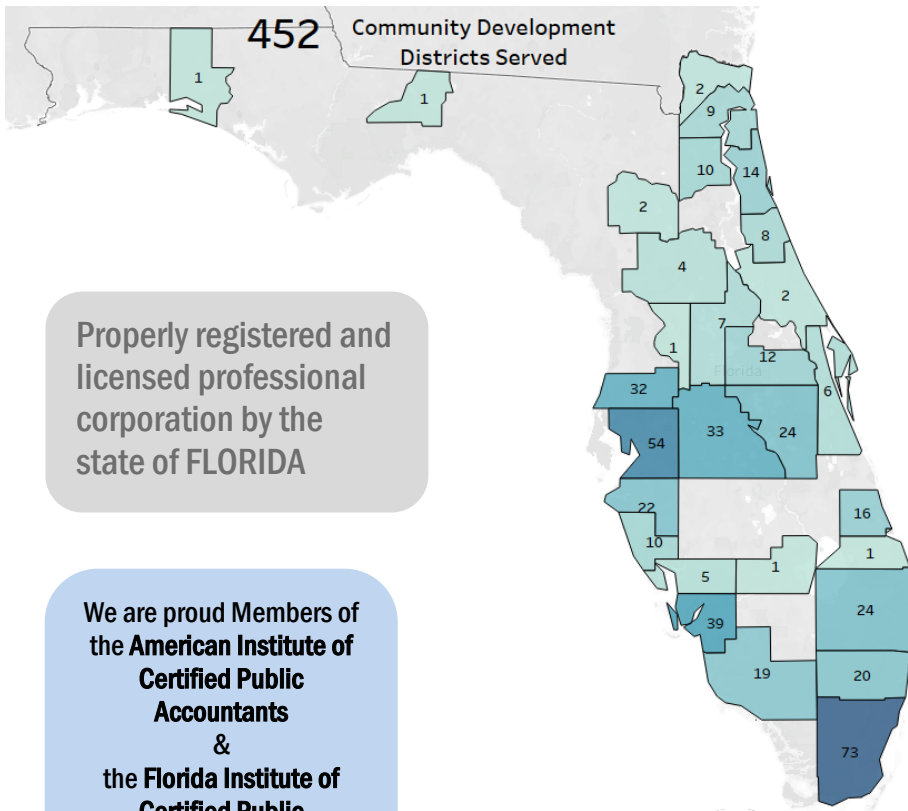 452
Community Development
Districts Served
1
1
2
9
10
14
2
8
4
2
7
1
12
Florida
6
32
54
33
24
22
16
10
1
1
5
24
39
19
20
73
Properly registered and
licensed professional
corporation by the
state of FLORIDA
We are proud Members of
the American Institute of
Certified Public
Accountants
&
the Florida Institute of
Certified Public